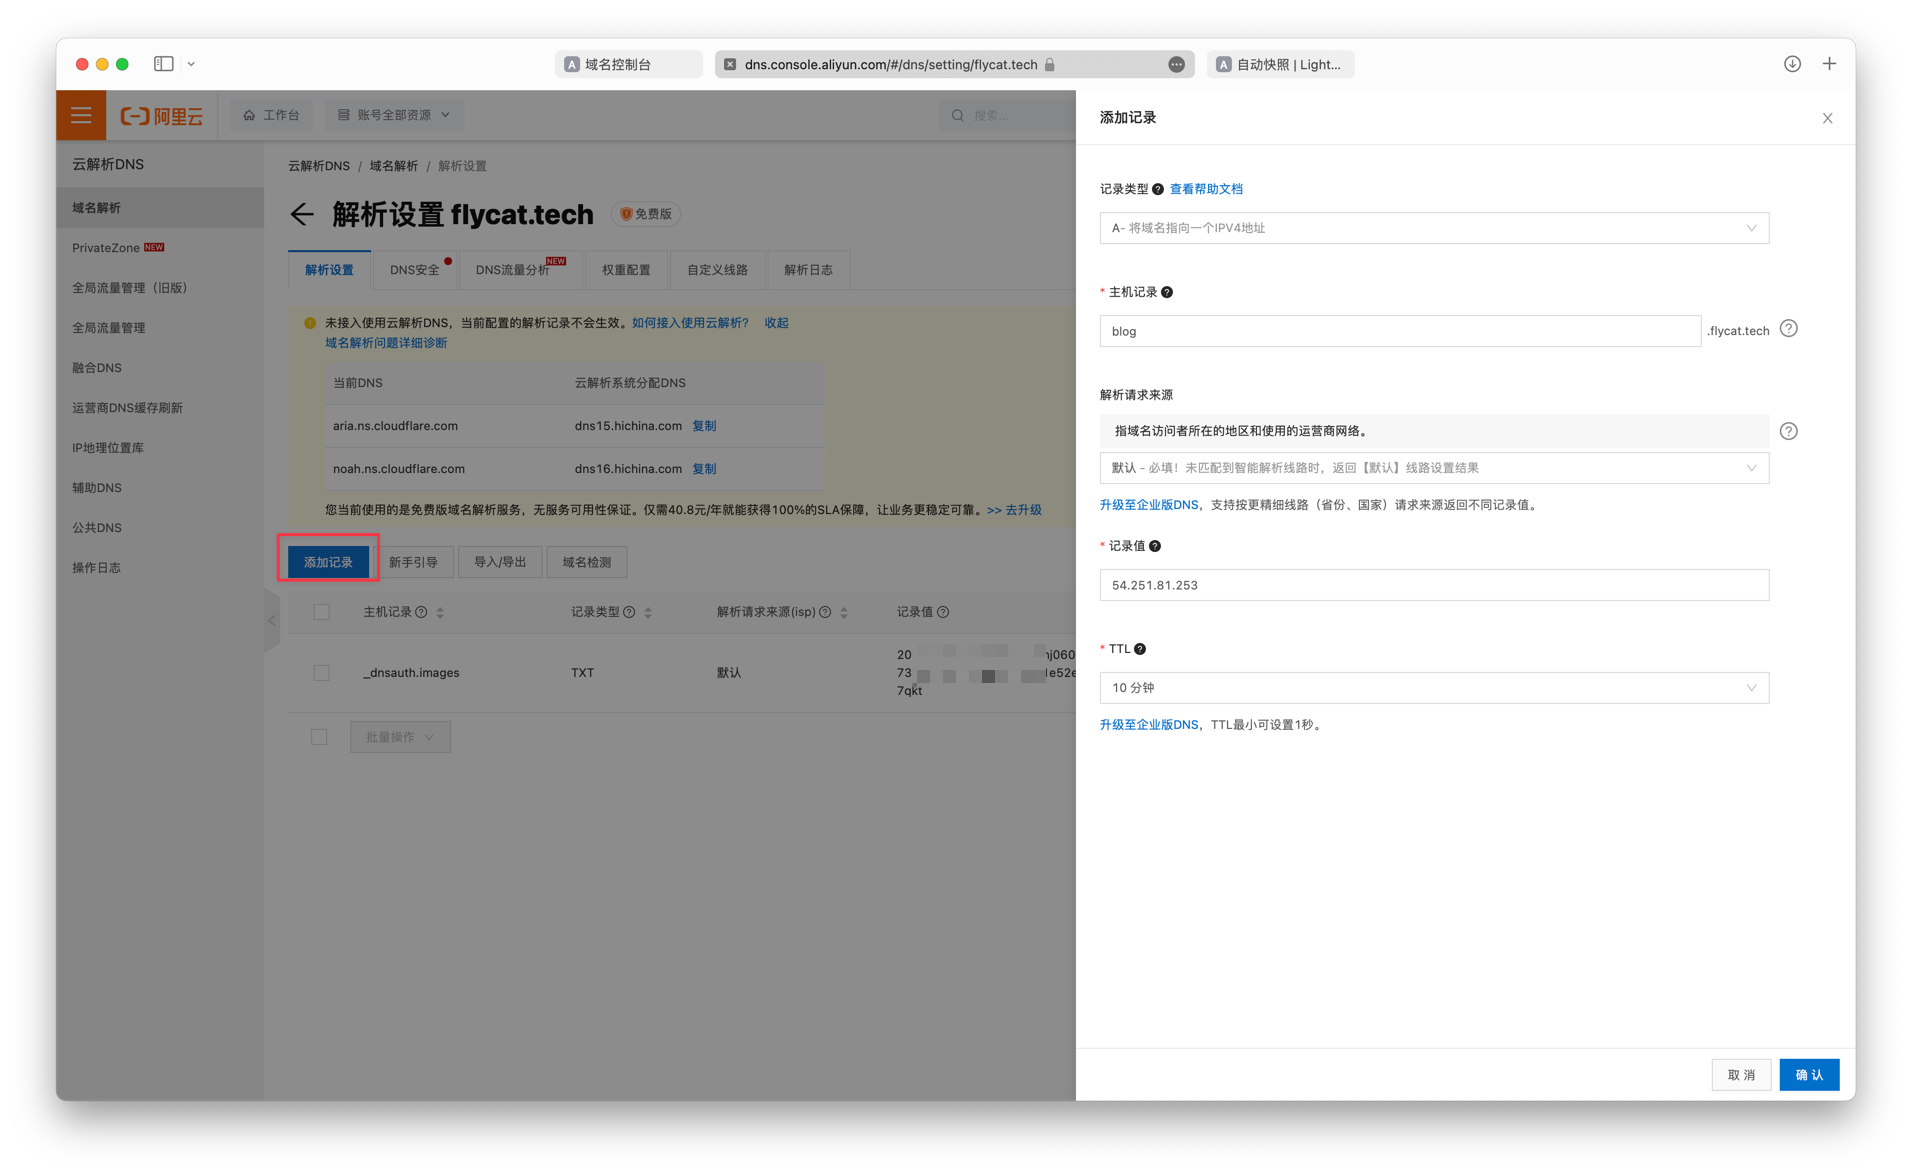 域名控制台
dns.console.aliyun.com/#/dns/setting/flycat.tech
自动快照 | Light...
阿里云
工作台
账号全部资源
搜索...
云解析DNS
域名解析
PrivateZone NEW
全局流量管理（旧版）
全局流量管理
融合DNS
运营商DNS缓存刷新
IP地理位置库
辅助DNS
公共DNS
操作日志
云解析DNS / 域名解析 / 解析设置
解析设置 flycat.tech
免费版
解析设置
DNS安全
DNS流量分析 NEW
权重配置
自定义线路
解析日志
未接入使用云解析DNS，当前配置的解析记录不会生效。如何接入使用云解析? 收起
域名解析问题详细诊断
当前DNS 云解析系统分配DNS
aria.ns.cloudflare.com dns15.hichina.com 复制
noah.ns.cloudflare.com dns16.hichina.com 复制
您当前使用的是免费版域名解析服务，无服务可用性保证。仅需40.8元/年就能获得100%的SLA保障，让业务更稳定可靠。>> 去升级
添加记录 新手引导 导入/导出 域名检测
主机记录 记录类型 解析请求来源(isp) 记录值
_dnsauth.images TXT 默认
20 j060
73 e52e
7qkt
批量操作
添加记录
记录类型 查看帮助文档
A- 将域名指向一个IPV4地址
* 主机记录
blog .flycat.tech
解析请求来源
指域名访问者所在的地区和使用的运营商网络。
默认 - 必填！未匹配到智能解析线路时，返回【默认】线路设置结果
升级至企业版DNS，支持按更精细线路（省份、国家）请求来源返回不同记录值。
* 记录值
54.251.81.253
* TTL
10 分钟
升级至企业版DNS，TTL最小可设置1秒。
取 消 确 认